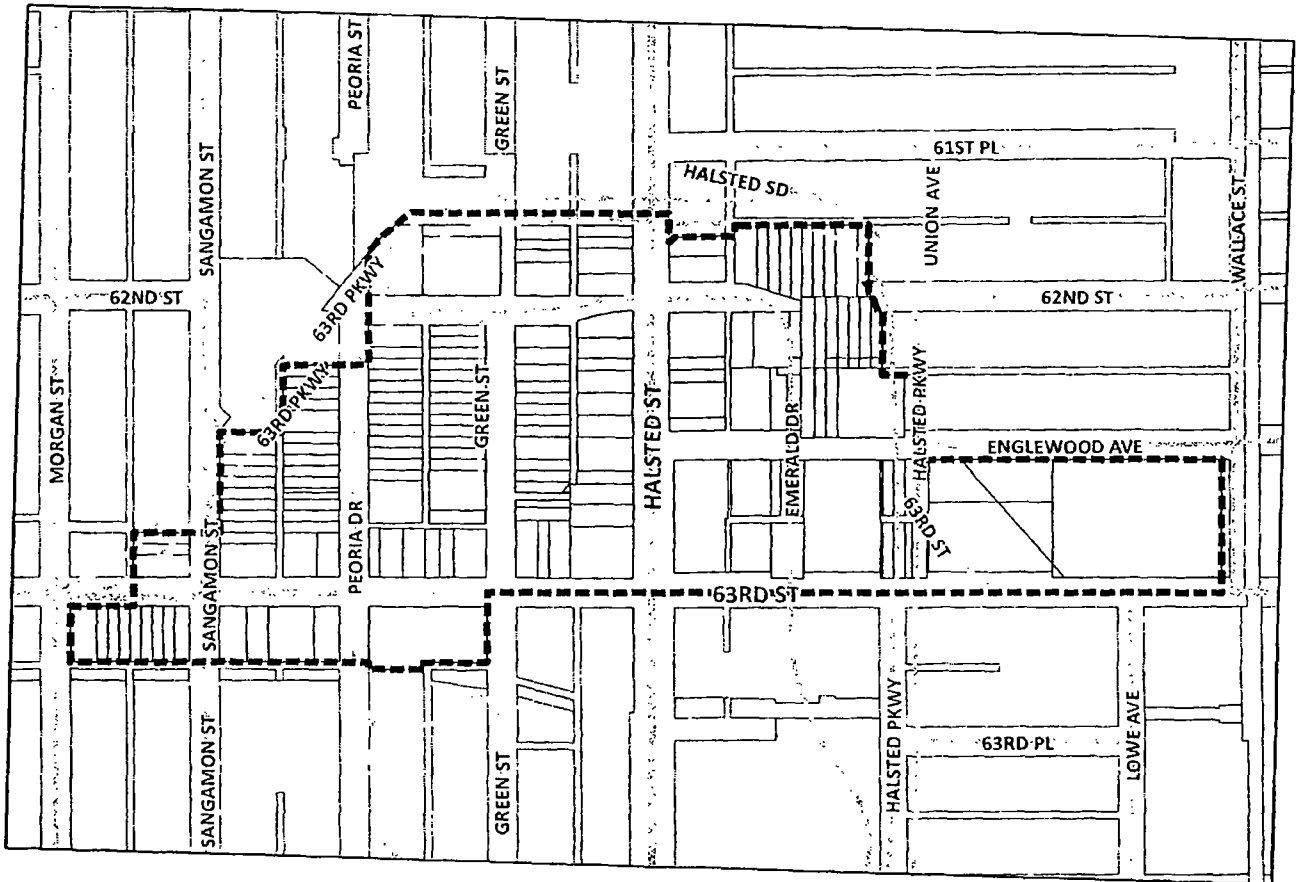 PEORIA ST
GREEN ST
SANGAMON ST
61ST PL
HALSTED SD
UNION AVE
WALLACE ST
62ND ST
63RD PKWY
62ND ST
MORGAN ST
63RD PKWY
GREEN ST
HALSTED ST
EMERALD DR
HALSTED PKWY
ENGLEWOOD AVE
SANGAMON ST
PEORIA DR
63RD ST
63RD ST
SANGAMON ST
GREEN ST
HALSTED PKWY
63RD PL
LOWE AVE